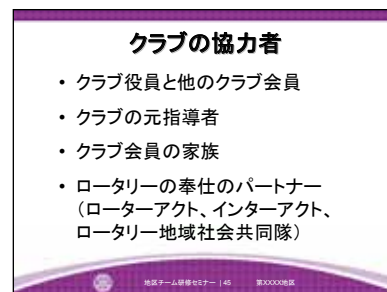 クラブの協力者
• クラブ役員と他のクラブ会員
• クラブの元指導者
• クラブ会員の家族
• ロータリーの奉仕のパートナー
（ローターアクト、インターアクト、
ロータリー地域社会共同隊）
地区チーム研修セミナー | 45 第XXXX地区